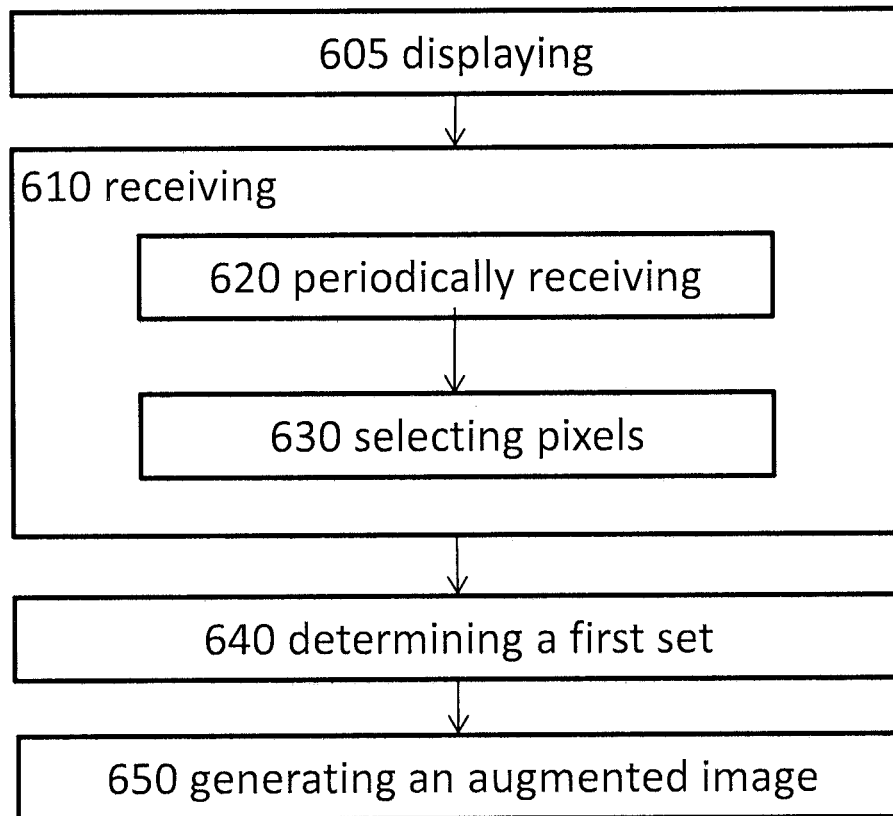 605 displaying
610 receiving
620 periodically receiving
630 selecting pixels
640 determining a first set
650 generating an augmented image